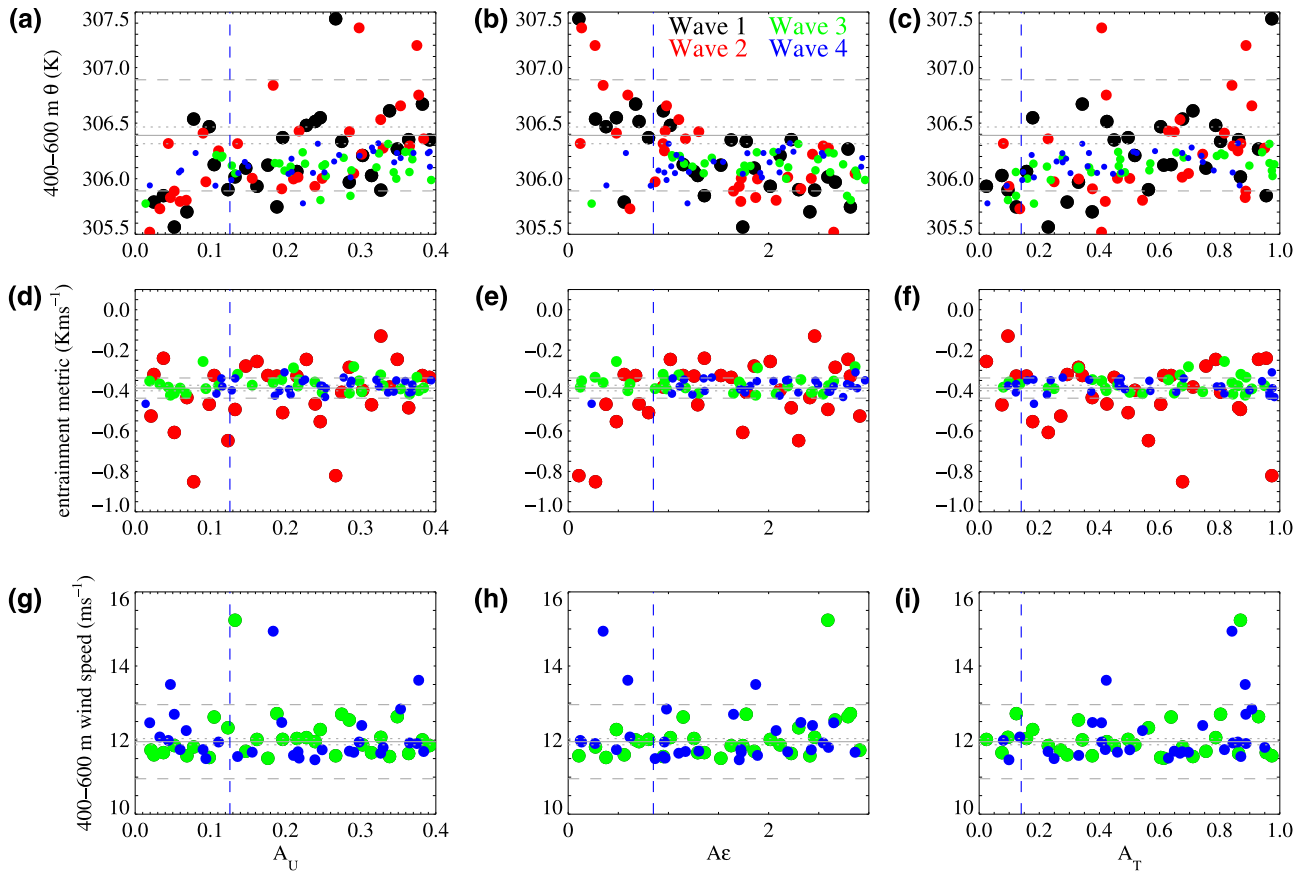 (a)
(b)
(c)
400–600 m θ (K)
307.5
307.0
306.5
306.0
305.5
0.0 0.1 0.2 0.3 0.4
307.5
307.0
306.5
306.0
305.5
0 2
Wave 1 Wave 3
Wave 2 Wave 4
307.5
307.0
306.5
306.0
305.5
0.0 0.2 0.4 0.6 0.8 1.0
(d)
(e)
(f)
entrainment metric (Kms⁻¹)
0.0
−0.2
−0.4
−0.6
−0.8
−1.0
0.0 0.1 0.2 0.3 0.4
0.0
−0.2
−0.4
−0.6
−0.8
−1.0
0 2
0.0
−0.2
−0.4
−0.6
−0.8
−1.0
0.0 0.2 0.4 0.6 0.8 1.0
(g)
(h)
(i)
400–600 m wind speed (ms⁻¹)
16
14
12
10
0.0 0.1 0.2 0.3 0.4
A_U
16
14
12
10
0 2
Aε
16
14
12
10
0.0 0.2 0.4 0.6 0.8 1.0
A_T